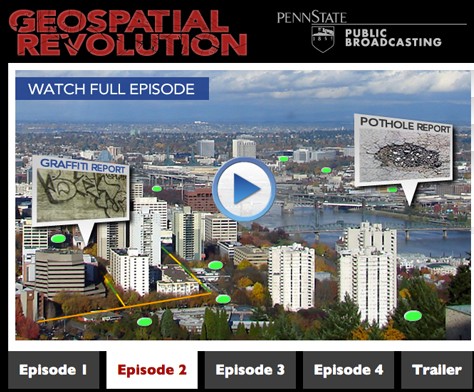 GEOSPATIAL
REVOLUTION
PENNSTATE
1855
PUBLIC
BROADCASTING
WATCH FULL EPISODE
GRAFFITI REPORT
POTHOLE REPORT
Episode 1
Episode 2
Episode 3
Episode 4
Trailer